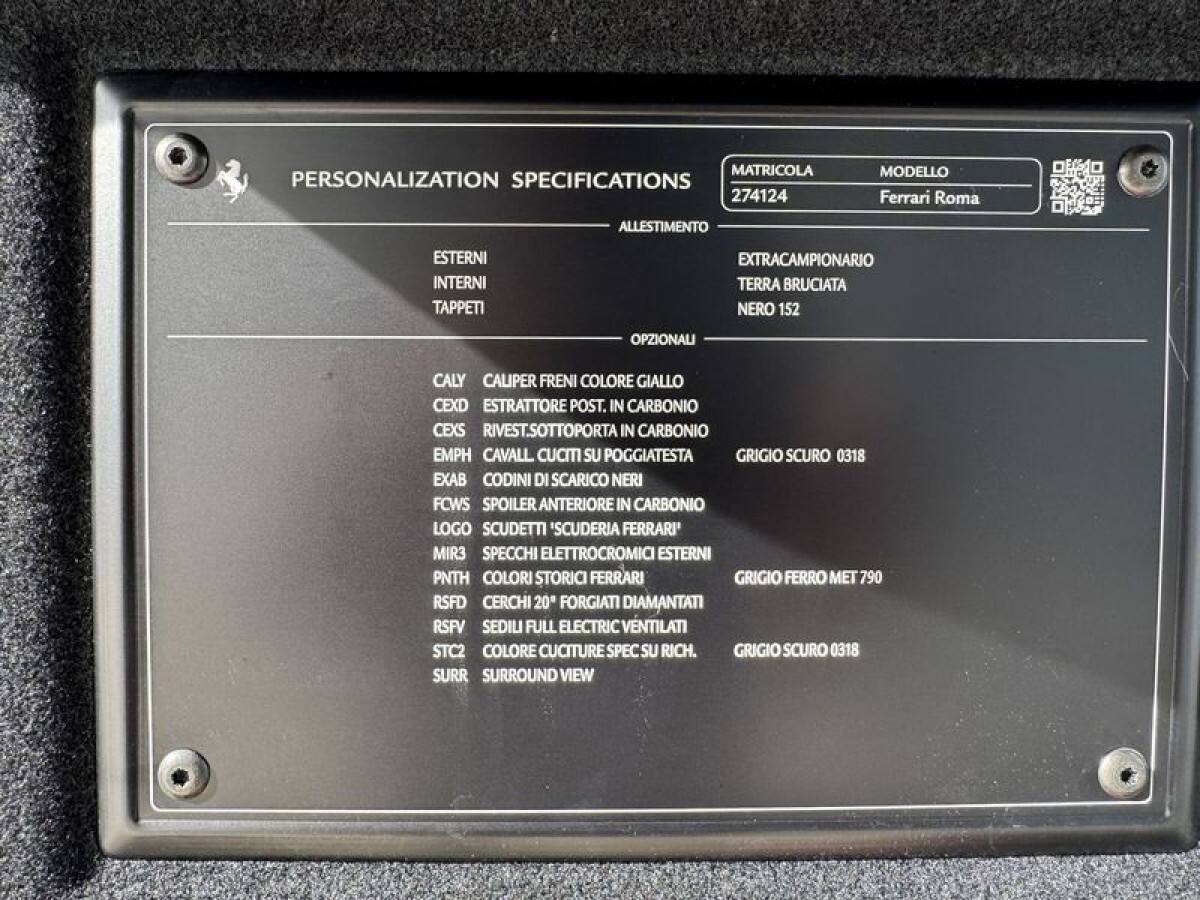 PERSONALIZATION SPECIFICATIONS
MATRICOLA MODELLO
274124 Ferrari Roma
ALLESTIMENTO
ESTERNI EXTRACAMPIONARIO
INTERNI TERRA BRUCIATA
TAPPETI NERO 152
OPZIONALI
CALY CALIPER FRENI COLORE GIALLO
CEXD ESTRATTORE POST. IN CARBONIO
CEXS RIVEST.SOTTOPORTA IN CARBONIO
EMPH CAVALL. CUCITI SU POGGIATESTA GRIGIO SCURO 0318
EXAB CODINI DI SCARICO NERI
FCWS SPOILER ANTERIORE IN CARBONIO
LOGO SCUDETTI 'SCUDERIA FERRARI'
MIR3 SPECCHI ELETTROCROMICI ESTERNI
PNTH COLORI STORICI FERRARI GRIGIO FERRO MET 790
RSFD CERCHI 20" FORGIATI DIAMANTATI
RSFV SEDILI FULL ELECTRIC VENTILATI
STC2 COLORE CUCITURE SPEC SU RICH. GRIGIO SCURO 0318
SURR SURROUND VIEW